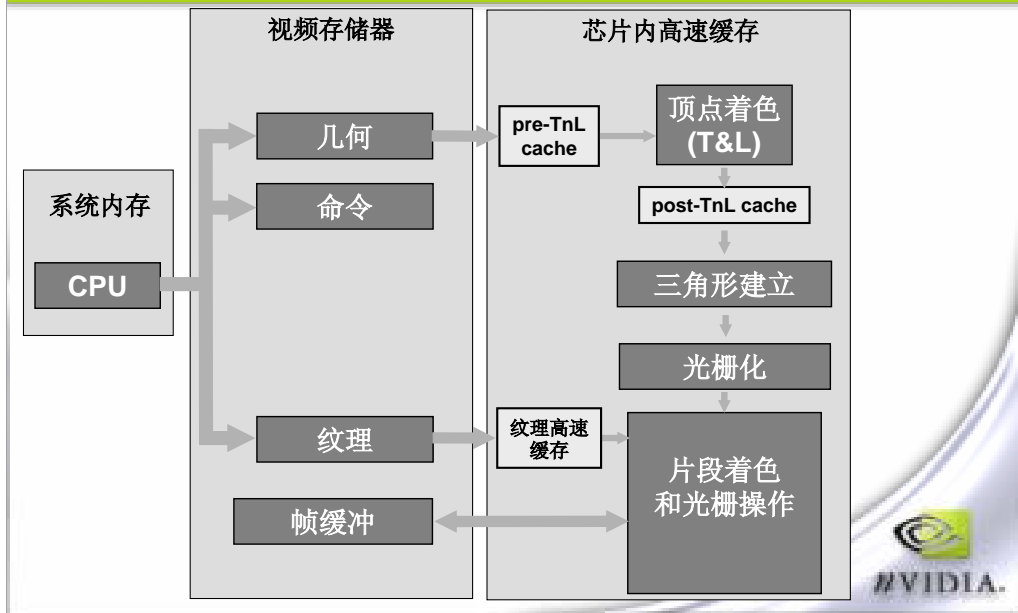 视频存储器
芯片内高速缓存
系统内存
CPU
几何
命令
纹理
帧缓冲
pre-TnL
cache
顶点着色
(T&L)
post-TnL cache
三角形建立
光栅化
纹理高速
缓存
片段着色
和光栅操作
NVIDIA.